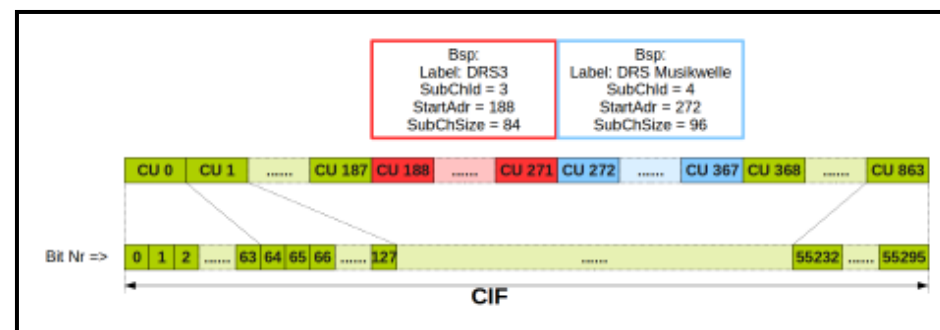 Bsp:
Label: DRS3
SubChId = 3
StartAdr = 188
SubChSize = 84
Bsp:
Label: DRS Musikwelle
SubChId = 4
StartAdr = 272
SubChSize = 96
CU 0 CU 1 ...... CU 187 CU 188 ...... CU 271 CU 272 ...... CU 367 CU 368 ...... CU 863
Bit Nr => 0 1 2 ...... 63 64 65 66 ...... 127 ...... 55232 ...... 55295
CIF